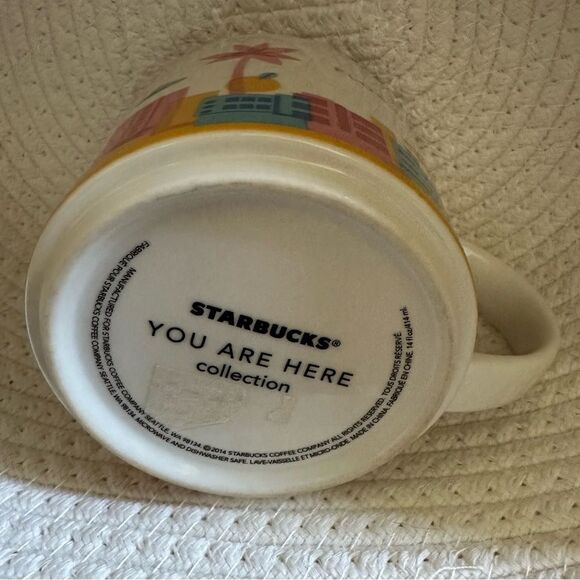 STARBUCKS®
YOU ARE HERE
collection
FABRIQUÉ POUR STARBUCKS COFFEE COMPANY SEATTLE, WA 98134. MICROWAVE AND DISHWASHER SAFE. LAVE-VAISSELLE ET MICRO-ONDE. MADE IN CHINA. FABRIQUÉ EN CHINE. 14 fl oz/414 ml.
MANUFACTURED FOR STARBUCKS COFFEE COMPANY SEATTLE, WA 98134 ©2014 STARBUCKS COFFEE COMPANY ALL RIGHTS RESERVED. TOUS DROITS RÉSERVÉ.